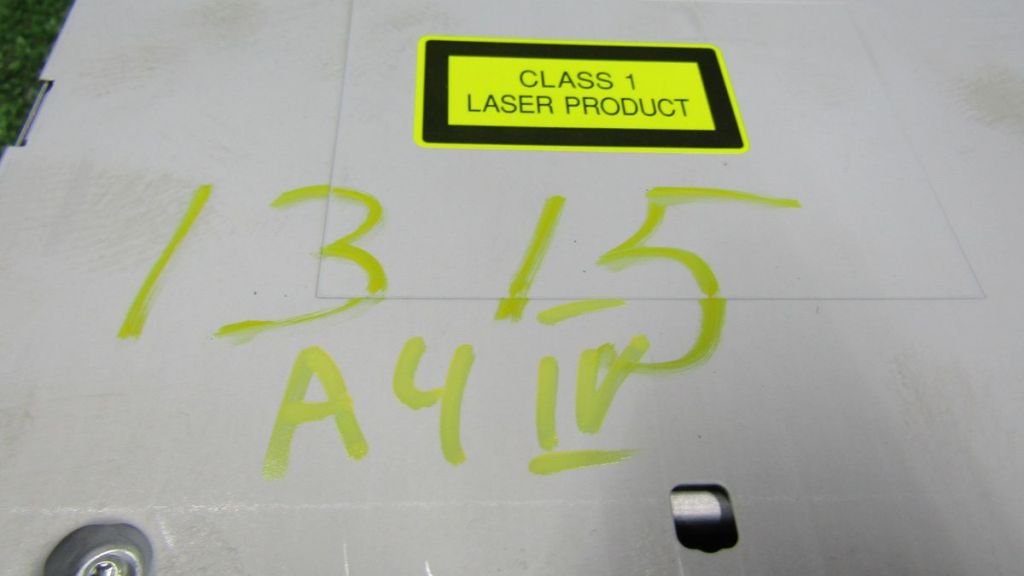 CLASS 1
LASER PRODUCT
1315
A4 IV